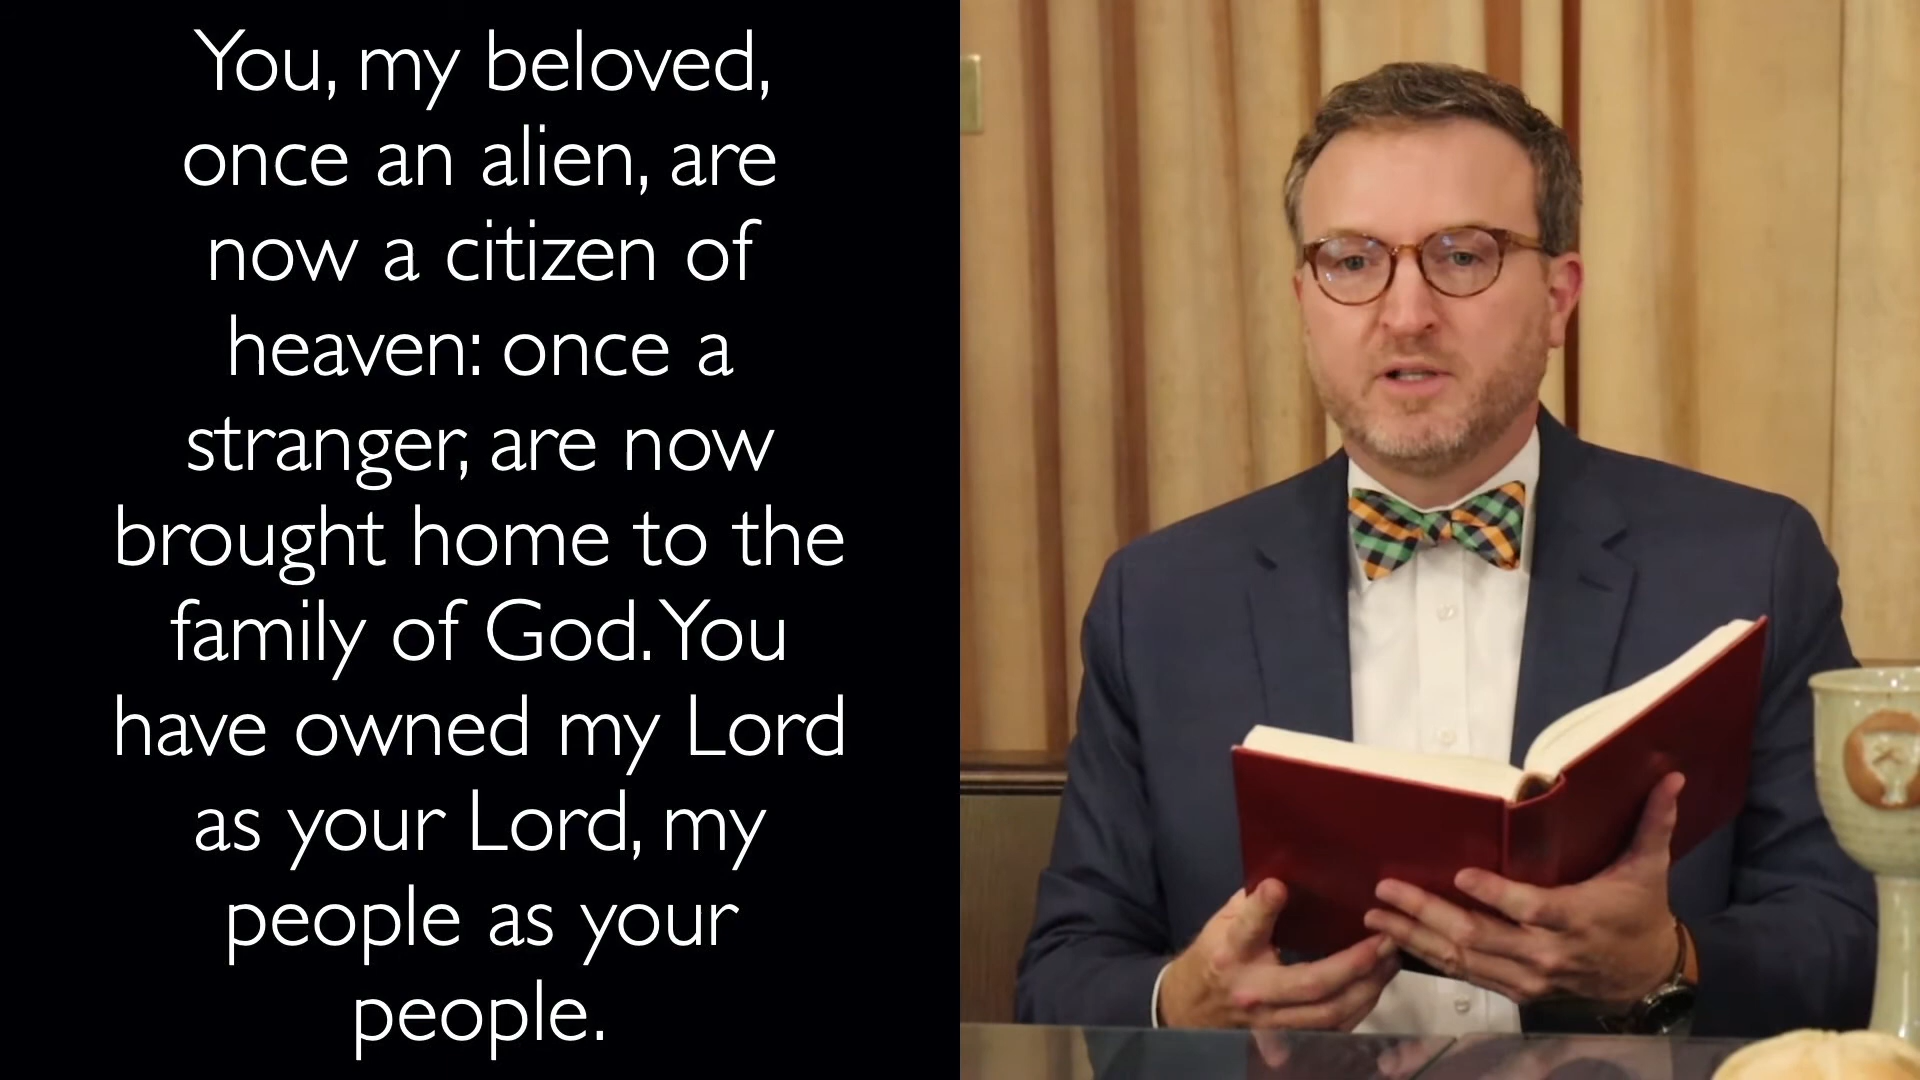 You, my beloved,
once an alien, are
now a citizen of
heaven: once a
stranger, are now
brought home to the
family of God. You
have owned my Lord
as your Lord, my
people as your
people.